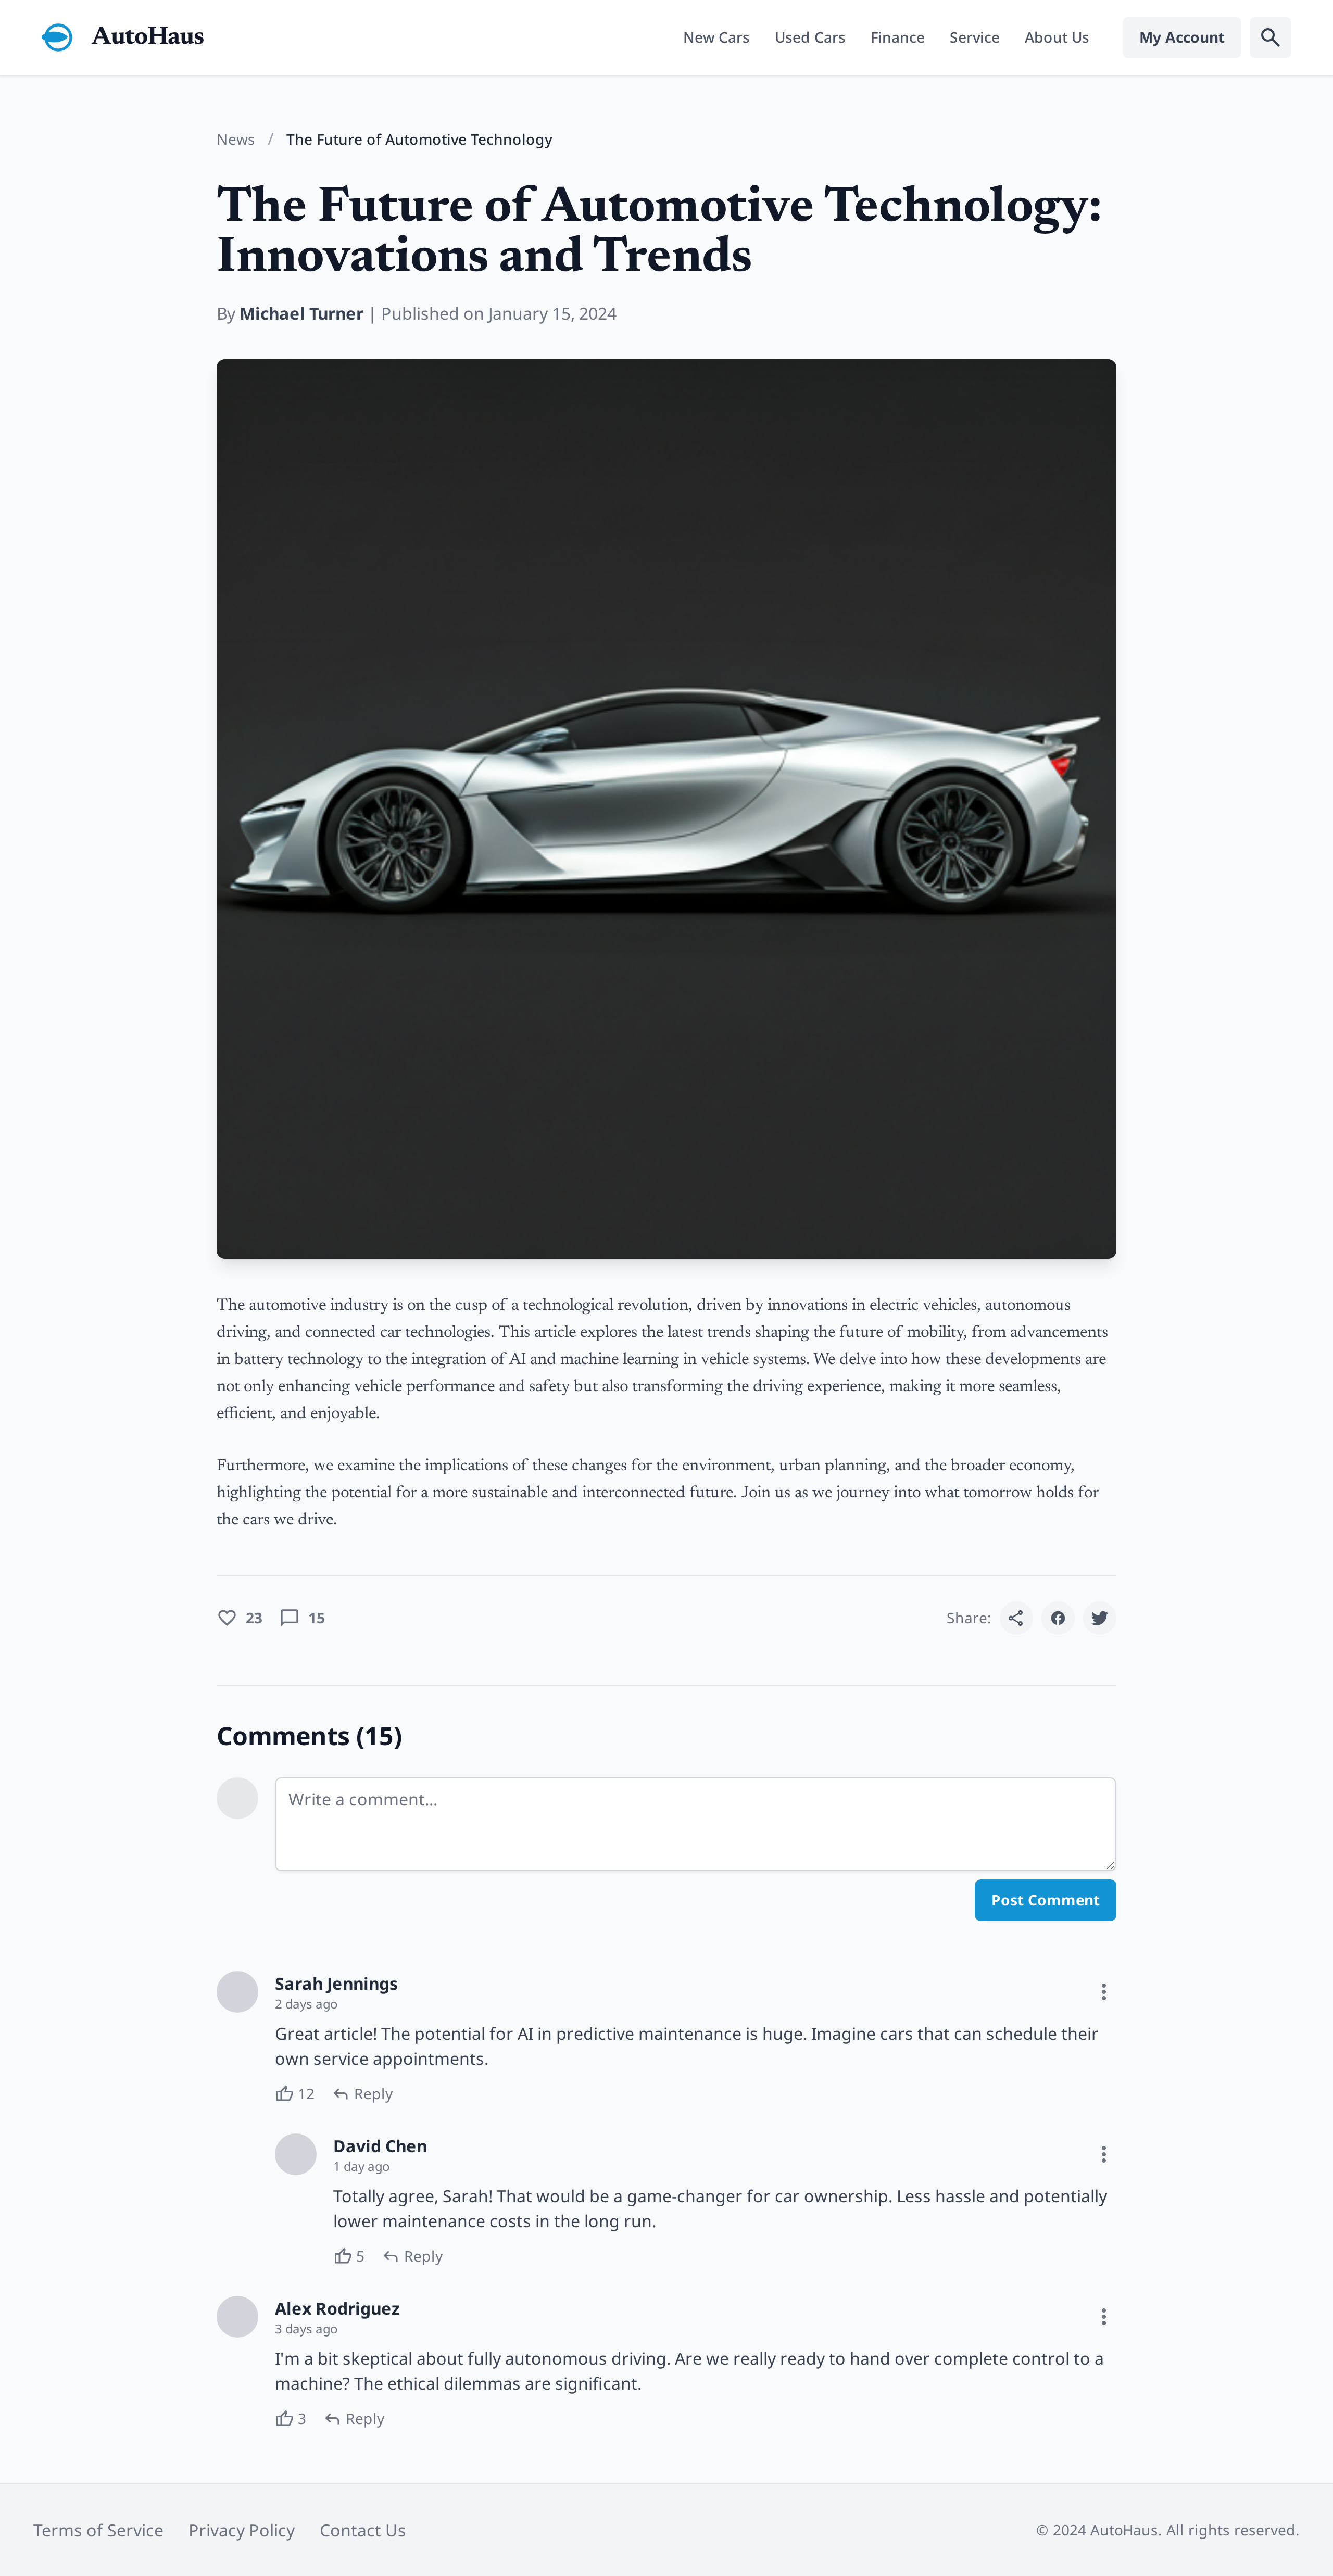 AutoHaus
New Cars
Used Cars
Finance
Service
About Us
My Account
News / The Future of Automotive Technology
The Future of Automotive Technology:
Innovations and Trends
By Michael Turner | Published on January 15, 2024
The automotive industry is on the cusp of a technological revolution, driven by innovations in electric vehicles, autonomous
driving, and connected car technologies. This article explores the latest trends shaping the future of mobility, from advancements
in battery technology to the integration of AI and machine learning in vehicle systems. We delve into how these developments are
not only enhancing vehicle performance and safety but also transforming the driving experience, making it more seamless,
efficient, and enjoyable.
Furthermore, we examine the implications of these changes for the environment, urban planning, and the broader economy,
highlighting the potential for a more sustainable and interconnected future. Join us as we journey into what tomorrow holds for
the cars we drive.
23
15
Share:
Comments (15)
Write a comment...
Post Comment
Sarah Jennings
2 days ago
Great article! The potential for AI in predictive maintenance is huge. Imagine cars that can schedule their
own service appointments.
12
Reply
David Chen
1 day ago
Totally agree, Sarah! That would be a game-changer for car ownership. Less hassle and potentially
lower maintenance costs in the long run.
5
Reply
Alex Rodriguez
3 days ago
I'm a bit skeptical about fully autonomous driving. Are we really ready to hand over complete control to a
machine? The ethical dilemmas are significant.
3
Reply
Terms of Service
Privacy Policy
Contact Us
© 2024 AutoHaus. All rights reserved.